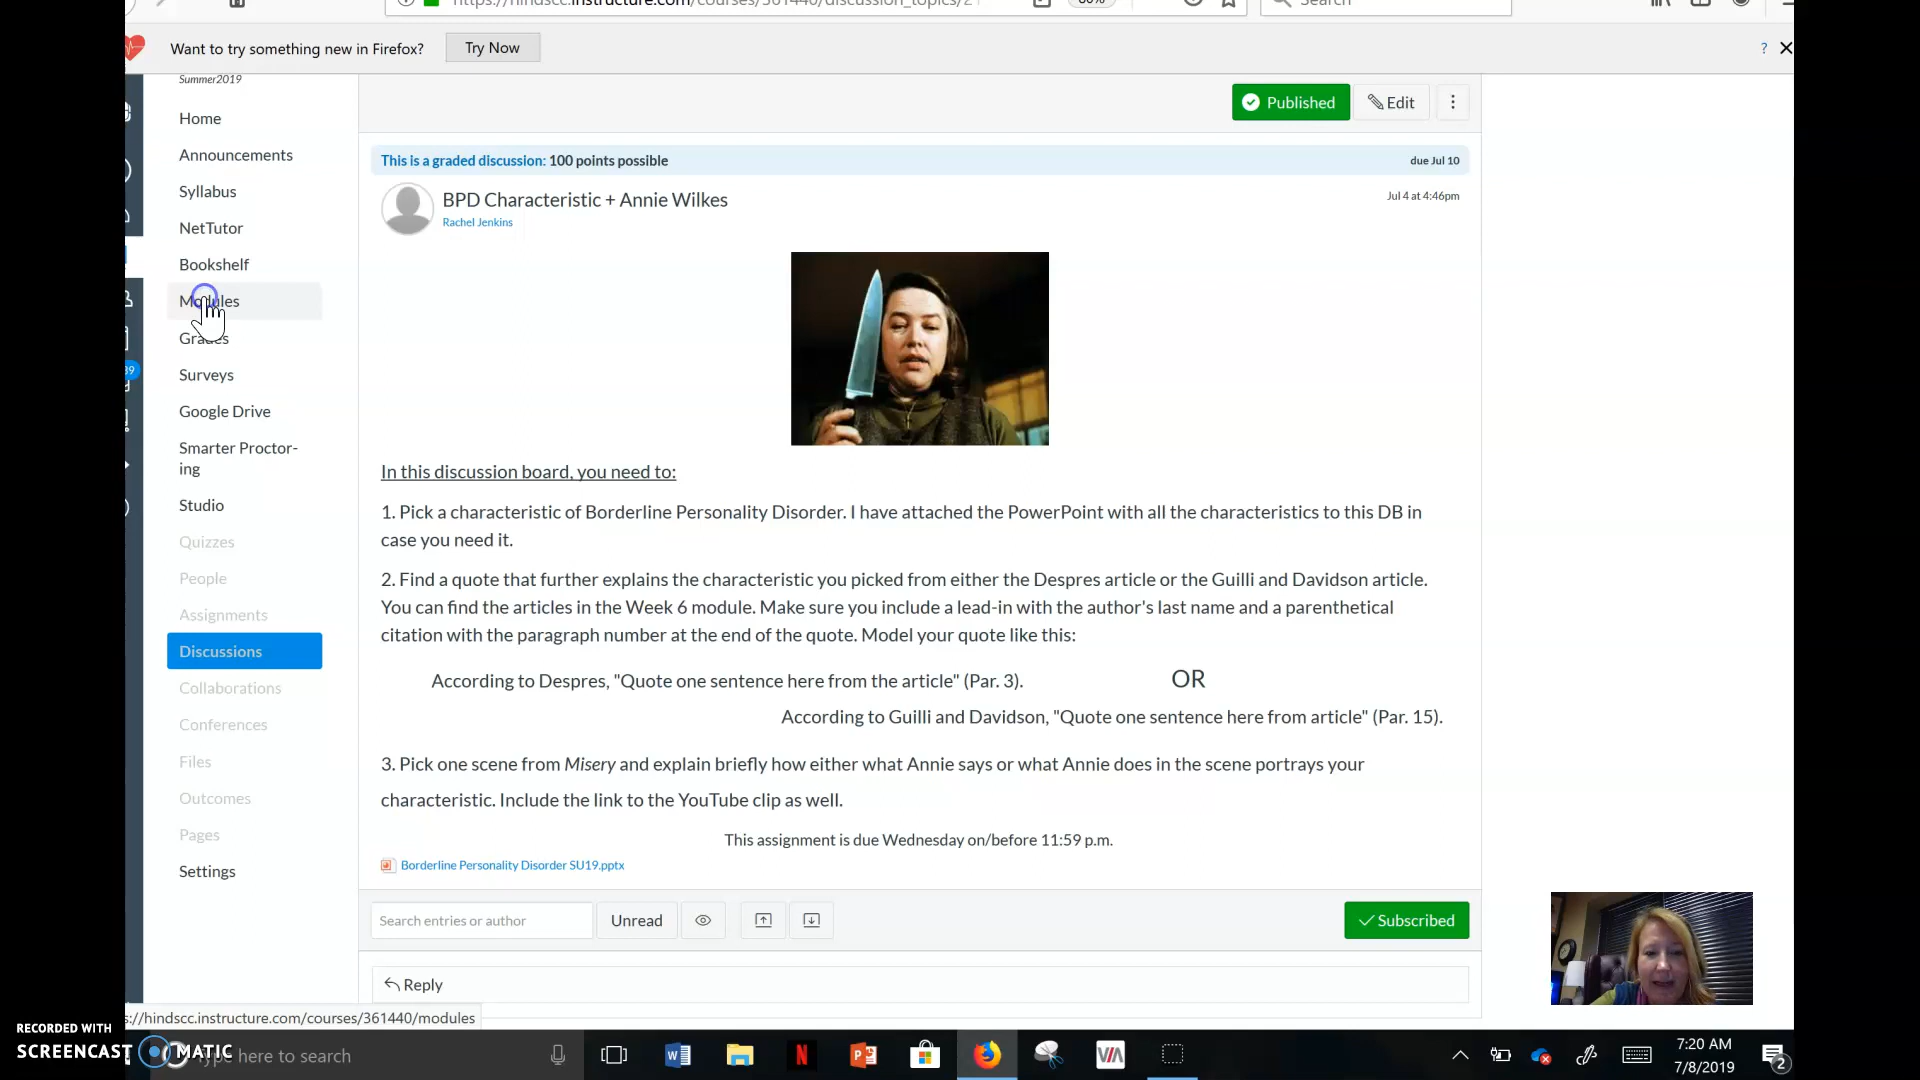 https://hindscc.instructure.com/courses/361440/discussion_topics/21
Search
Want to try something new in Firefox?
Try Now
?
Summer2019
Home
Announcements
Syllabus
NetTutor
Bookshelf
Modules
Grades
Surveys
Google Drive
Smarter Proctor-
ing
Studio
Quizzes
People
Assignments
Discussions
Collaborations
Conferences
Files
Outcomes
Pages
Settings
Published
Edit
This is a graded discussion: 100 points possible
due Jul 10
BPD Characteristic + Annie Wilkes
Jul 4 at 4:46pm
Rachel Jenkins
In this discussion board, you need to:
1. Pick a characteristic of Borderline Personality Disorder. I have attached the PowerPoint with all the characteristics to this DB in
case you need it.
2. Find a quote that further explains the characteristic you picked from either the Despres article or the Guilli and Davidson article.
You can find the articles in the Week 6 module. Make sure you include a lead-in with the author's last name and a parenthetical
citation with the paragraph number at the end of the quote. Model your quote like this:
According to Despres, "Quote one sentence here from the article" (Par. 3). OR
According to Guilli and Davidson, "Quote one sentence here from article" (Par. 15).
3. Pick one scene from Misery and explain briefly how either what Annie says or what Annie does in the scene portrays your
characteristic. Include the link to the YouTube clip as well.
This assignment is due Wednesday on/before 11:59 p.m.
Borderline Personality Disorder SU19.pptx
Search entries or author
Unread
Subscribed
Reply
s://hindscc.instructure.com/courses/361440/modules
RECORDED WITH
SCREENCAST MATIC
Type here to search
7:20 AM
7/8/2019
2